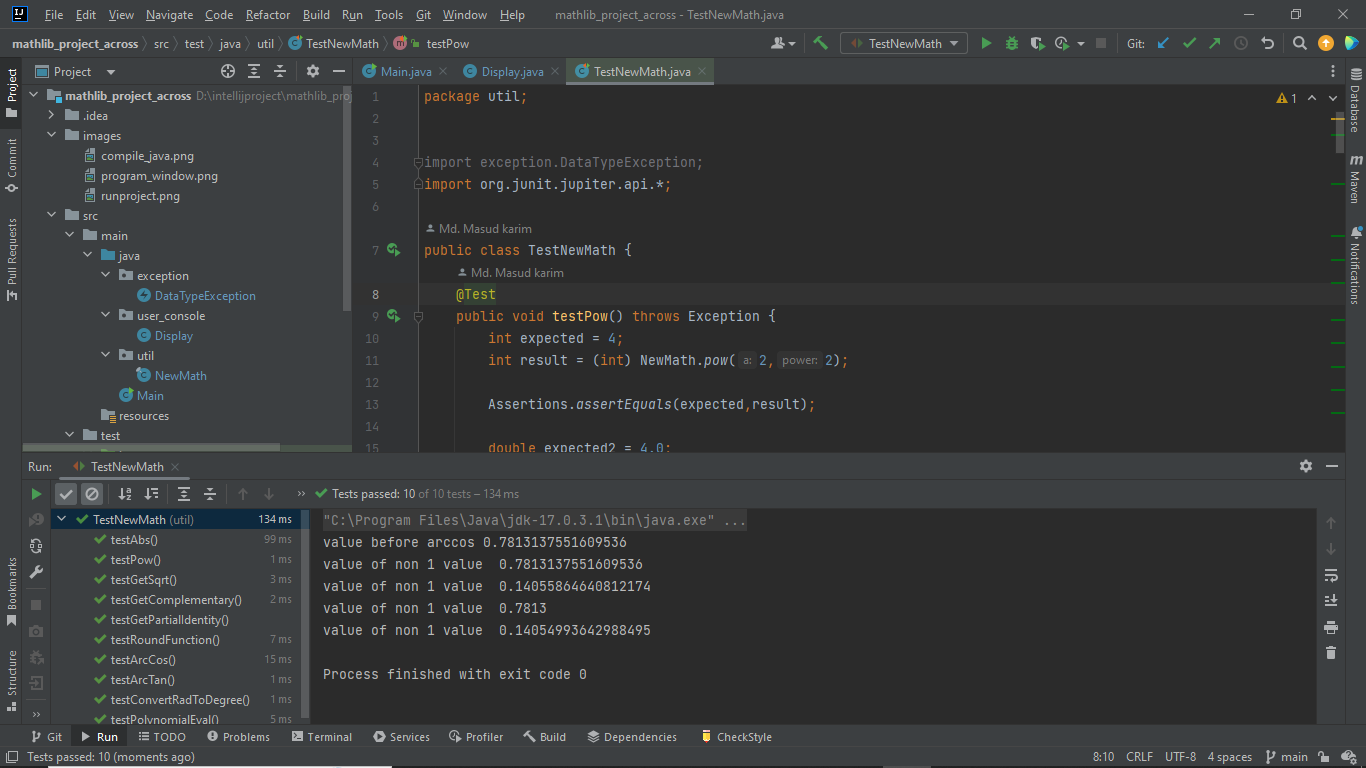 File Edit View Navigate Code Refactor Build Run Tools Git Window Help mathlib_project_across - TestNewMath.java
mathlib_project_across src test java util TestNewMath testPow TestNewMath Git:
Project
Main.java Display.java TestNewMath.java
mathlib_project_across D:\intellijproject\mathlib_proj
.idea
images
compile_java.png
program_window.png
runproject.png
src
main
java
exception
DataTypeException
user_console
Display
util
NewMath
Main
resources
test
1 package util;
1
2
3
4 import exception.DataTypeException;
5 import org.junit.jupiter.api.*;
6
Md. Masud karim
7 public class TestNewMath {
Md. Masud karim
8 @Test
9 public void testPow() throws Exception {
10 int expected = 4;
11 int result = (int) NewMath.pow( a: 2, power: 2);
12
13 Assertions.assertEquals(expected,result);
14
15 double expected2 = 4.0;
Project
Commit
Pull Requests
Bookmarks
Structure
Database
Maven
Notifications
Run: TestNewMath
Tests passed: 10 of 10 tests – 134 ms
TestNewMath (util) 134 ms
testAbs() 99 ms
testPow() 1 ms
testGetSqrt() 3 ms
testGetComplementary() 2 ms
testGetPartialIdentity()
testRoundFunction() 7 ms
testArcCos() 15 ms
testArcTan() 1 ms
testConvertRadToDegree() 1 ms
testPolynomialEval() 5 ms
"C:\Program Files\Java\jdk-17.0.3.1\bin\java.exe" ...
value before arccos 0.7813137551609536
value of non 1 value 0.7813137551609536
value of non 1 value 0.14055864640812174
value of non 1 value 0.7813
value of non 1 value 0.14054993642988495
Process finished with exit code 0
Git Run TODO Problems Terminal Services Profiler Build Dependencies CheckStyle
Tests passed: 10 (moments ago) 8:10 CRLF UTF-8 4 spaces main